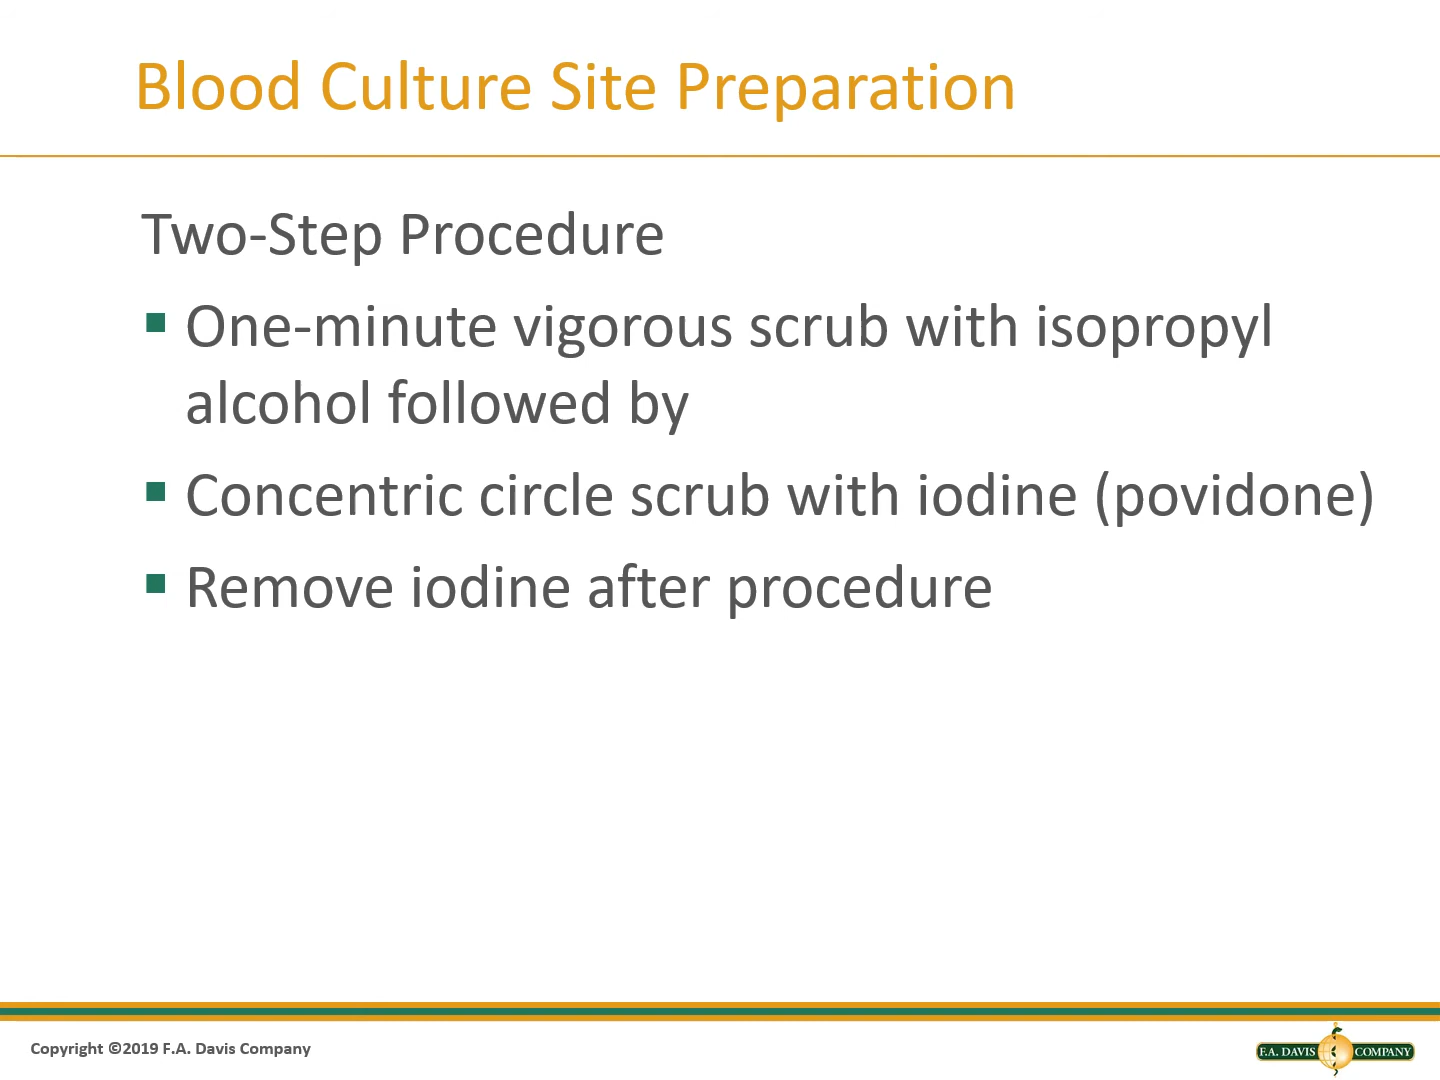 Blood Culture Site Preparation
Two-Step Procedure
▪ One-minute vigorous scrub with isopropyl
alcohol followed by
▪ Concentric circle scrub with iodine (povidone)
▪ Remove iodine after procedure
Copyright ©2019 F.A. Davis Company
F.A. DAVIS COMPANY